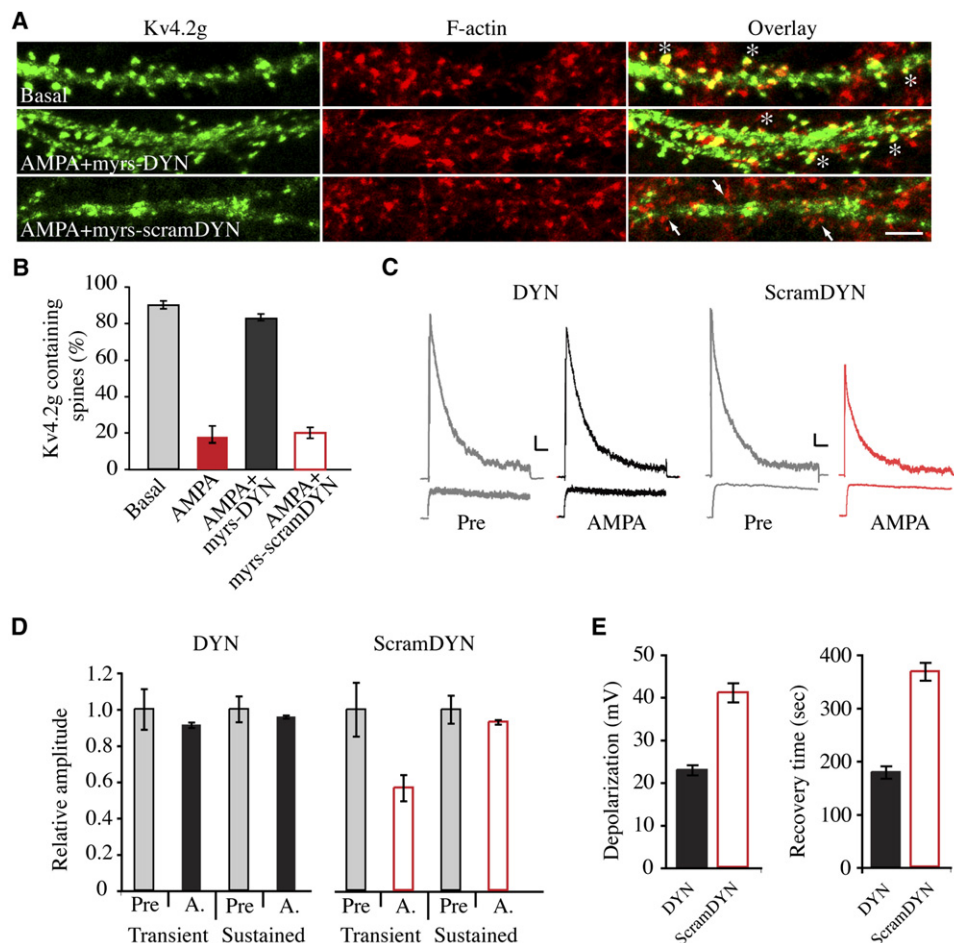 A
Kv4.2g
F-actin
Overlay
Basal
*
*
*
AMPA+myrs-DYN
*
*
*
AMPA+myrs-scramDYN
B
Kv4.2g containing
spines (%)
100
80
60
40
20
0
Basal
AMPA
AMPA+
myrs-DYN
AMPA+
myrs-scramDYN
C
DYN
ScramDYN
Pre
AMPA
Pre
AMPA
D
DYN
ScramDYN
Relative amplitude
1.2
1.0
0.8
0.6
0.4
0.2
0
Pre
A.
Pre
A.
Pre
A.
Pre
A.
Transient
Sustained
Transient
Sustained
E
Depolarization (mV)
50
40
30
20
10
0
DYN
ScramDYN
Recovery time (sec)
400
300
200
100
0
DYN
ScramDYN